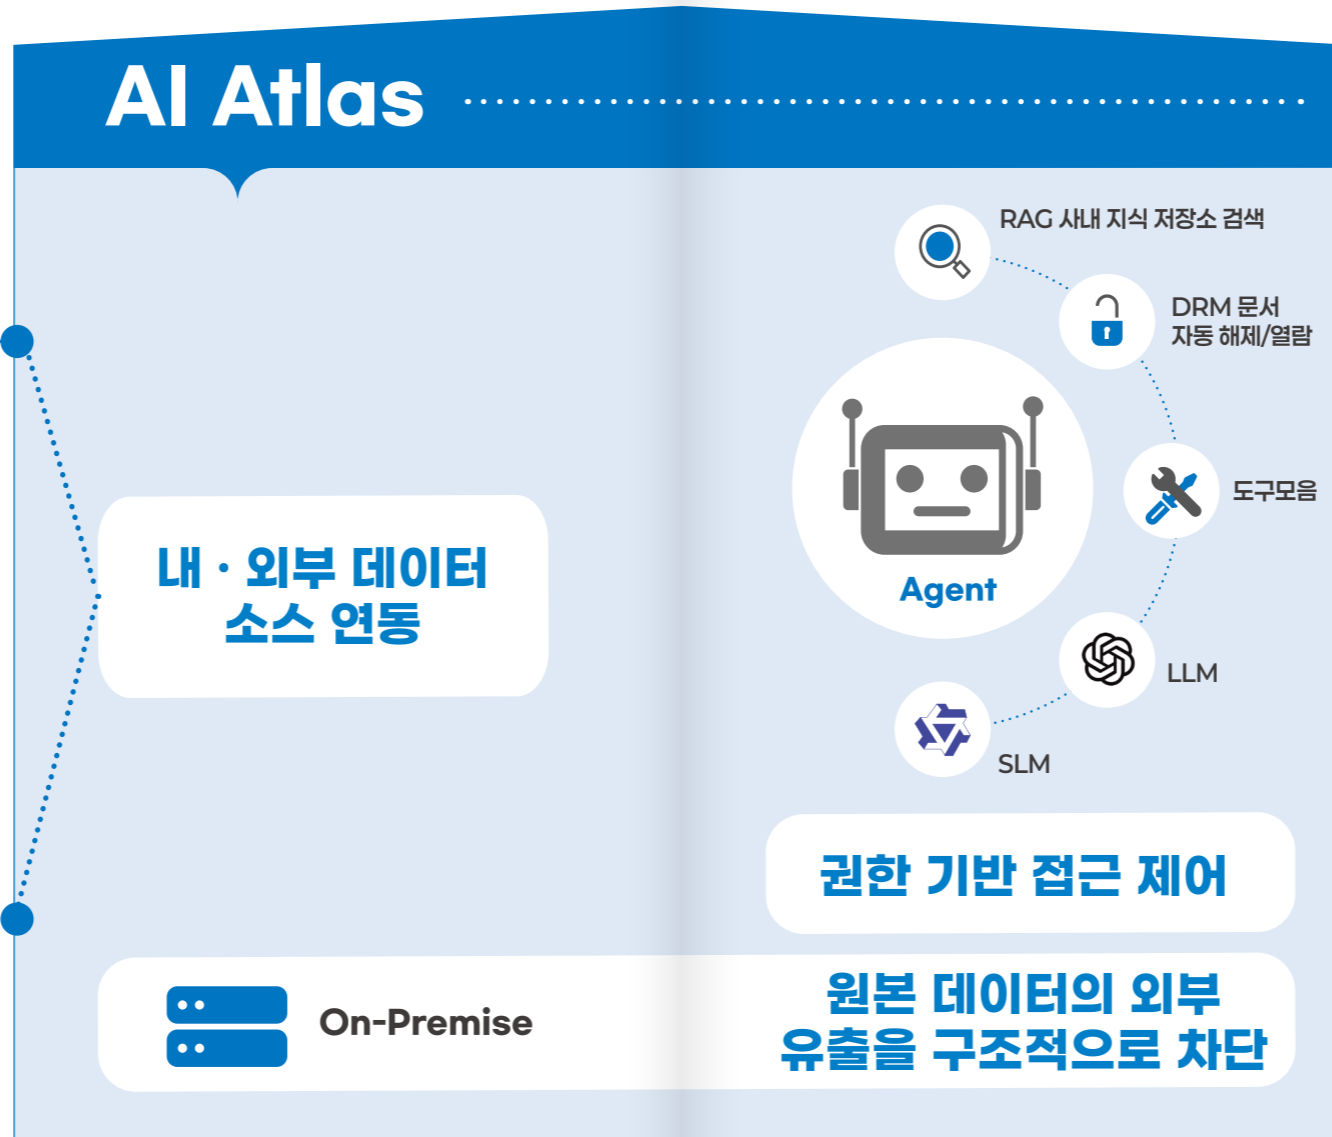 AI Atlas
RAG 사내 지식 저장소 검색
DRM 문서
자동 해제/열람
도구모음
LLM
SLM
Agent
내 · 외부 데이터
소스 연동
권한 기반 접근 제어
On-Premise
원본 데이터의 외부
유출을 구조적으로 차단